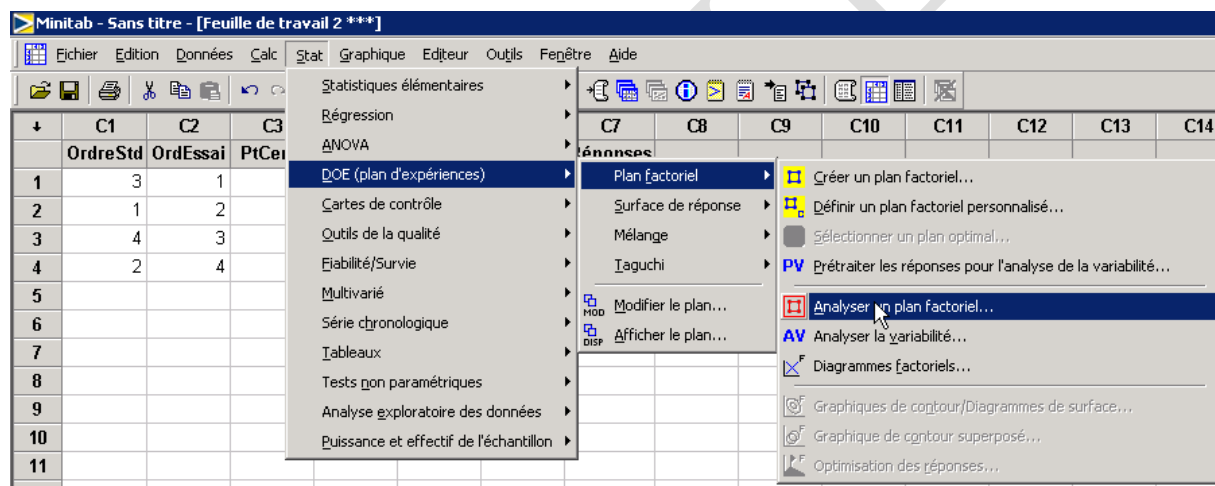 Minitab - Sans titre - [Feuille de travail 2 ***]
Fichier Edition Données Calc Stat Graphique Editeur Outils Fenêtre Aide
C1 C2 C3 C7 C8 C9 C10 C11 C12 C13 C14
OrdreStd OrdEssai PtCer Réponses
1 3 1
2 1 2
3 4 3
4 2 4
5
6
7
8
9
10
11
Statistiques élémentaires
Régression
ANOVA
DOE (plan d'expériences)
Cartes de contrôle
Outils de la qualité
Fiabilité/Survie
Multivarié
Série chronologique
Tableaux
Tests non paramétriques
Analyse exploratoire des données
Puissance et effectif de l'échantillon
Plan factoriel
Surface de réponse
Mélange
Taguchi
MOD Modifier le plan...
DISP Afficher le plan...
Créer un plan factoriel...
Définir un plan factoriel personnalisé...
Sélectionner un plan optimal...
PV Prétraiter les réponses pour l'analyse de la variabilité...
Analyser un plan factoriel...
AV Analyser la variabilité...
F Diagrammes factoriels...
F Graphiques de contour/Diagrammes de surface...
F Graphique de contour superposé...
F Optimisation des réponses...